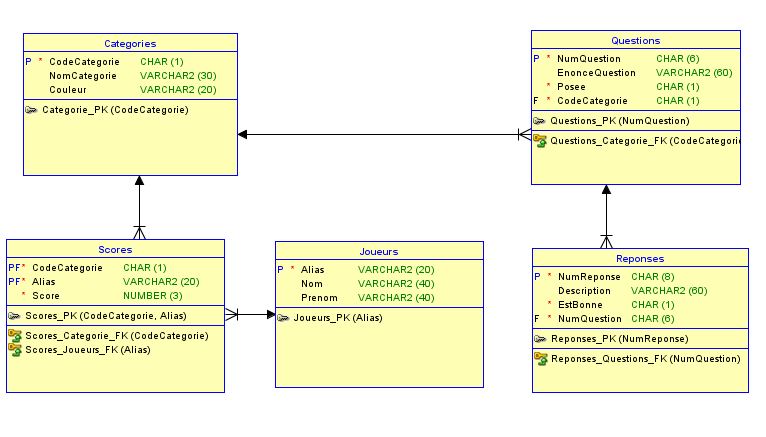 Categories
P * CodeCategorie CHAR (1)
NomCategorie VARCHAR2 (30)
Couleur VARCHAR2 (20)
Categorie_PK (CodeCategorie)
Questions
P * NumQuestion CHAR (6)
EnonceQuestion VARCHAR2 (60)
* Posee CHAR (1)
F * CodeCategorie CHAR (1)
Questions_PK (NumQuestion)
Questions_Categorie_FK (CodeCategorie
Scores
PF * CodeCategorie CHAR (1)
PF * Alias VARCHAR2 (20)
* Score NUMBER (3)
Scores_PK (CodeCategorie, Alias)
Scores_Categorie_FK (CodeCategorie)
Scores_Joueurs_FK (Alias)
Joueurs
P * Alias VARCHAR2 (20)
Nom VARCHAR2 (40)
Prenom VARCHAR2 (40)
Joueurs_PK (Alias)
Reponses
P * NumReponse CHAR (8)
Description VARCHAR2 (60)
* EstBonne CHAR (1)
F * NumQuestion CHAR (6)
Reponses_PK (NumReponse)
Reponses_Questions_FK (NumQuestion)